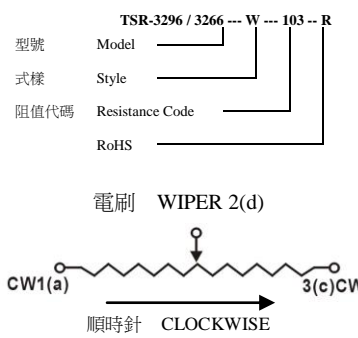 TSR-3296 / 3266 --- W --- 103 -- R
型號 Model
式樣 Style
阻值代碼 Resistance Code
RoHS
電刷 WIPER 2(d)
CW1(a) 3(c)CW
順時針 CLOCKWISE